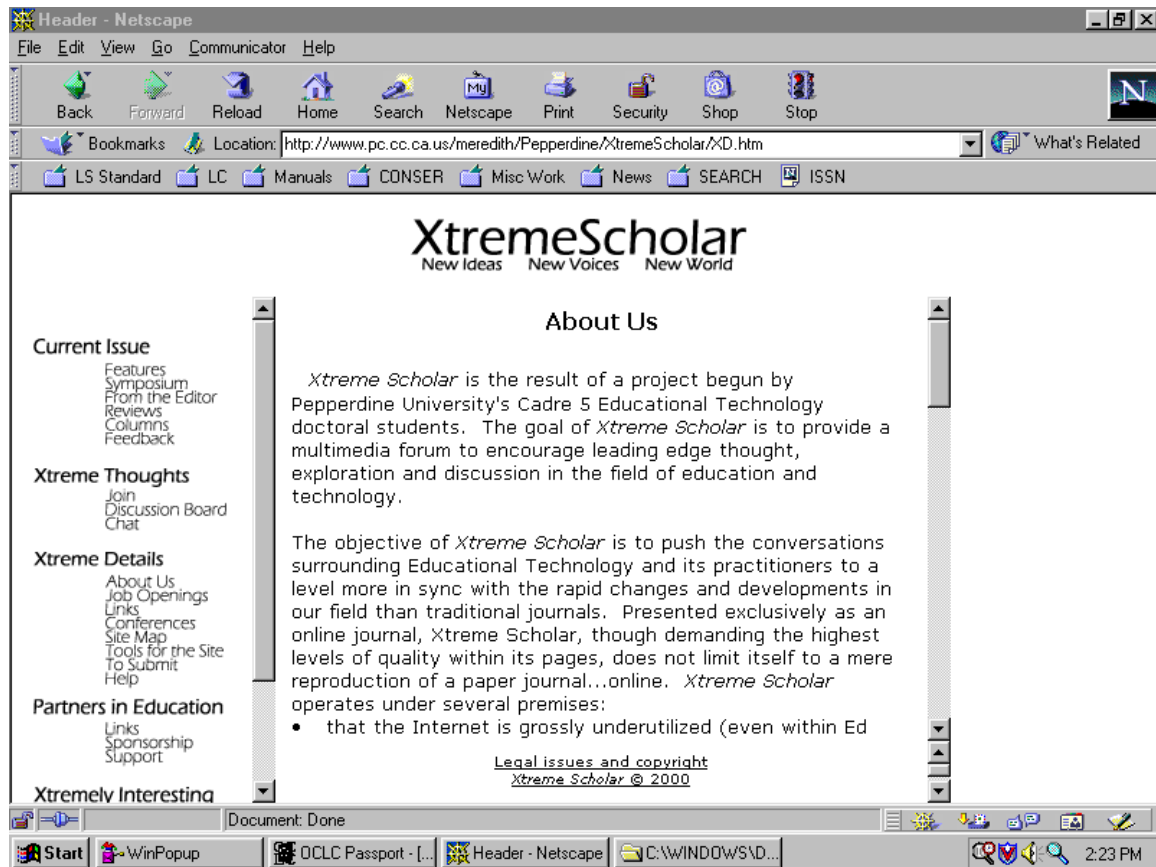 Header - Netscape
File Edit View Go Communicator Help
Back Forward Reload Home Search Netscape Print Security Shop Stop
Bookmarks Location: http://www.pc.cc.ca.us/meredith/Pepperdine/XtremeScholar/XD.htm What's Related
LS Standard LC Manuals CONSER Misc Work News SEARCH ISSN
XtremeScholar
New Ideas New Voices New World
Current Issue
Features
Symposium
From the Editor
Reviews
Columns
Feedback
Xtreme Thoughts
Join
Discussion Board
Chat
Xtreme Details
About Us
Job Openings
Links
Conferences
Site Map
Tools for the Site
To Submit
Help
Partners in Education
Links
Sponsorship
Support
Xtremely Interesting
About Us
Xtreme Scholar is the result of a project begun by
Pepperdine University's Cadre 5 Educational Technology
doctoral students. The goal of Xtreme Scholar is to provide a
multimedia forum to encourage leading edge thought,
exploration and discussion in the field of education and
technology.
The objective of Xtreme Scholar is to push the conversations
surrounding Educational Technology and its practitioners to a
level more in sync with the rapid changes and developments in
our field than traditional journals. Presented exclusively as an
online journal, Xtreme Scholar, though demanding the highest
levels of quality within its pages, does not limit itself to a mere
reproduction of a paper journal...online. Xtreme Scholar
operates under several premises:
• that the Internet is grossly underutilized (even within Ed
Legal issues and copyright
Xtreme Scholar © 2000
Document: Done
Start WinPopup OCLC Passport - [... Header - Netscape C:\WINDOWS\D... 2:23 PM